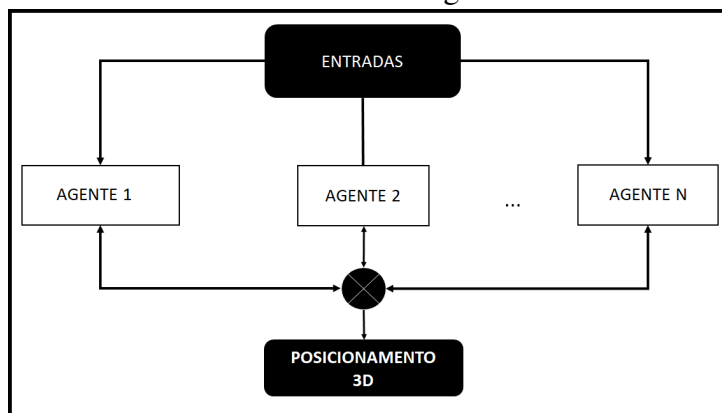 ENTRADAS
AGENTE 1
AGENTE 2
...
AGENTE N
POSICIONAMENTO
3D